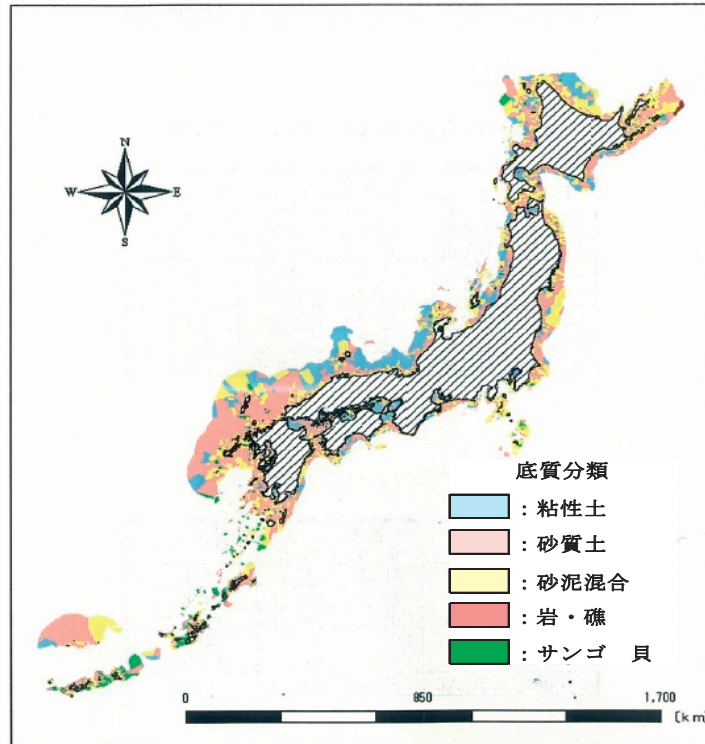 N
W E
S
底質分類
：粘性土
：砂質土
：砂泥混合
：岩・礁
：サンゴ　貝
0 850 1,700
〔km〕